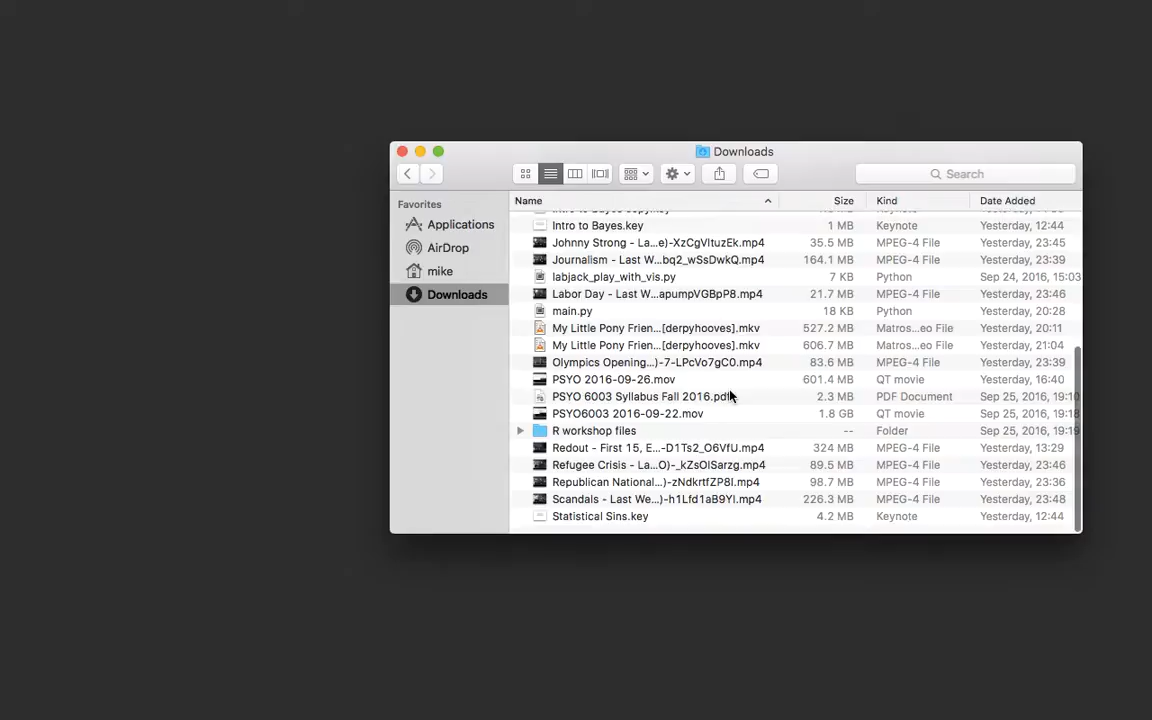 Downloads
Search
Favorites
Applications
AirDrop
mike
Downloads
Name Size Kind Date Added
Intro to Bayes.key 1 MB Keynote Yesterday, 12:44
Johnny Strong - La...e)-XzCgVltuzEk.mp4 35.5 MB MPEG-4 File Yesterday, 23:45
Journalism - Last W...bq2_wSsDwkQ.mp4 164.1 MB MPEG-4 File Yesterday, 23:39
labjack_play_with_vis.py 7 KB Python Sep 24, 2016, 15:03
Labor Day - Last W...apumpVGBpP8.mp4 21.7 MB MPEG-4 File Yesterday, 23:46
main.py 18 KB Python Yesterday, 20:28
My Little Pony Frien...[derpyhooves].mkv 527.2 MB Matros...eo File Yesterday, 20:11
My Little Pony Frien...[derpyhooves].mkv 606.7 MB Matros...eo File Yesterday, 21:04
Olympics Opening...)-7-LPcVo7gC0.mp4 83.6 MB MPEG-4 File Yesterday, 23:39
PSYO 2016-09-26.mov 601.4 MB QT movie Yesterday, 16:40
PSYO 6003 Syllabus Fall 2016.pdf 2.3 MB PDF Document Sep 25, 2016, 19:10
PSYO6003 2016-09-22.mov 1.8 GB QT movie Sep 25, 2016, 19:18
R workshop files -- Folder Sep 25, 2016, 19:19
Redout - First 15, E...-D1Ts2_O6VfU.mp4 324 MB MPEG-4 File Yesterday, 13:29
Refugee Crisis - La...O)-_kZsOISarzg.mp4 89.5 MB MPEG-4 File Yesterday, 23:46
Republican National...)-zNdkrtfZP8I.mp4 98.7 MB MPEG-4 File Yesterday, 23:36
Scandals - Last We...)-h1Lfd1aB9YI.mp4 226.3 MB MPEG-4 File Yesterday, 23:48
Statistical Sins.key 4.2 MB Keynote Yesterday, 12:44